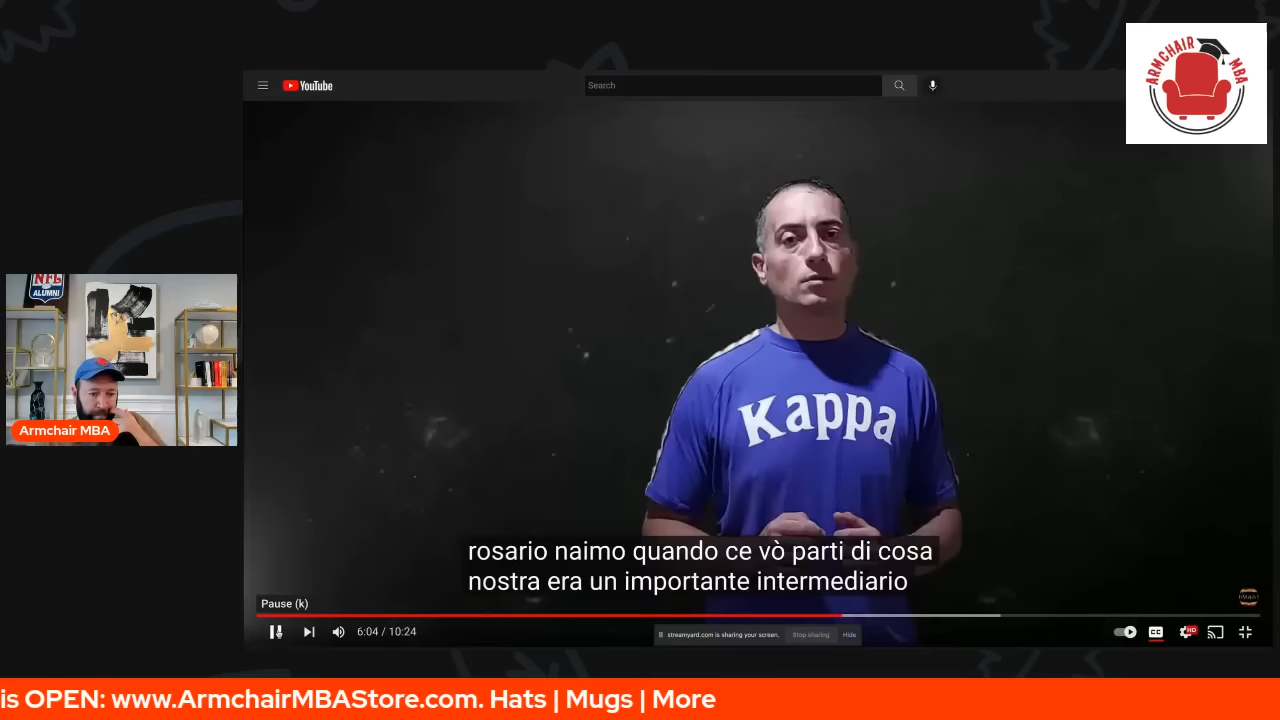 ARMCHAIR MBA
YouTube
Search
NFL
ALUMNI
Kappa
Armchair MBA
rosario naimo quando ce vò parti di cosa
nostra era un importante intermediario
Pause (k)
6:04 / 10:24
streamyard.com is sharing your screen.
Stop sharing
Hide
CC
HD
is OPEN: www.ArmchairMBAStore.com. Hats | Mugs | More